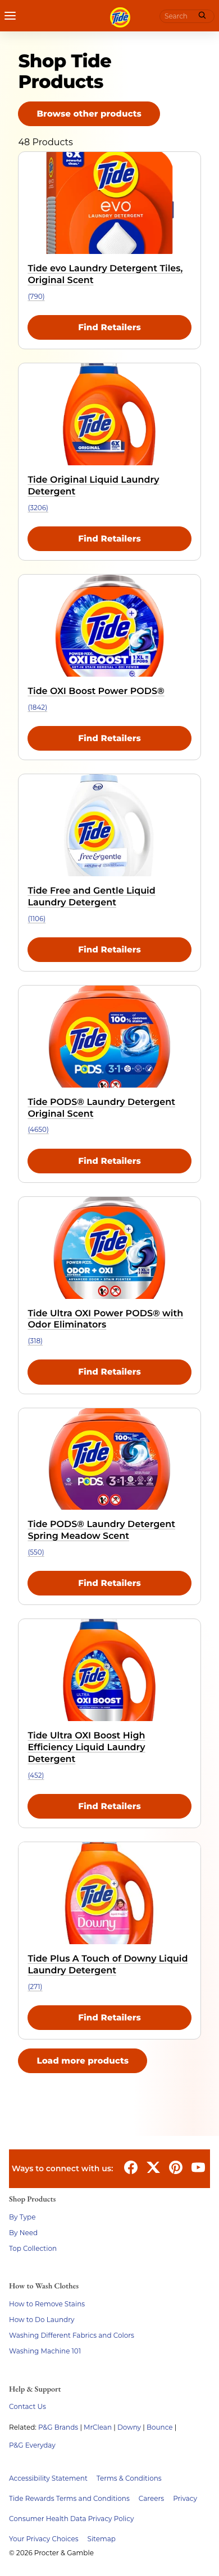 Tide
Search
Shop Tide
Products
Browse other products
48 Products
Tide
evo
LAUNDRY DETERGENT
Tide evo Laundry Detergent Tiles,
Original Scent
(790)
Find Retailers
Tide
ORIGINAL
Tide Original Liquid Laundry
Detergent
(3206)
Find Retailers
Tide
POWER PODS
OXI BOOST
Tide OXI Boost Power PODS®
(1842)
Find Retailers
Tide
free&gentle
Tide Free and Gentle Liquid
Laundry Detergent
(1106)
Find Retailers
100%
Tide
PODS
3-1
Tide PODS® Laundry Detergent
Original Scent
(4650)
Find Retailers
Tide
POWER PODS
ODOR + OXI
Tide Ultra OXI Power PODS® with
Odor Eliminators
(318)
Find Retailers
Tide
PODS
3-1
Tide PODS® Laundry Detergent
Spring Meadow Scent
(550)
Find Retailers
Tide
ULTRA
OXI BOOST
Tide Ultra OXI Boost High
Efficiency Liquid Laundry
Detergent
(452)
Find Retailers
Tide
Downy
Tide Plus A Touch of Downy Liquid
Laundry Detergent
(271)
Find Retailers
Load more products
Ways to connect with us:
Shop Products
By Type
By Need
Top Collection
How to Wash Clothes
How to Remove Stains
How to Do Laundry
Washing Different Fabrics and Colors
Washing Machine 101
Help & Support
Contact Us
Related: P&G Brands | MrClean | Downy | Bounce |
P&G Everyday
Accessibility Statement Terms & Conditions
Tide Rewards Terms and Conditions Careers Privacy
Consumer Health Data Privacy Policy
Your Privacy Choices Sitemap
© 2026 Procter & Gamble